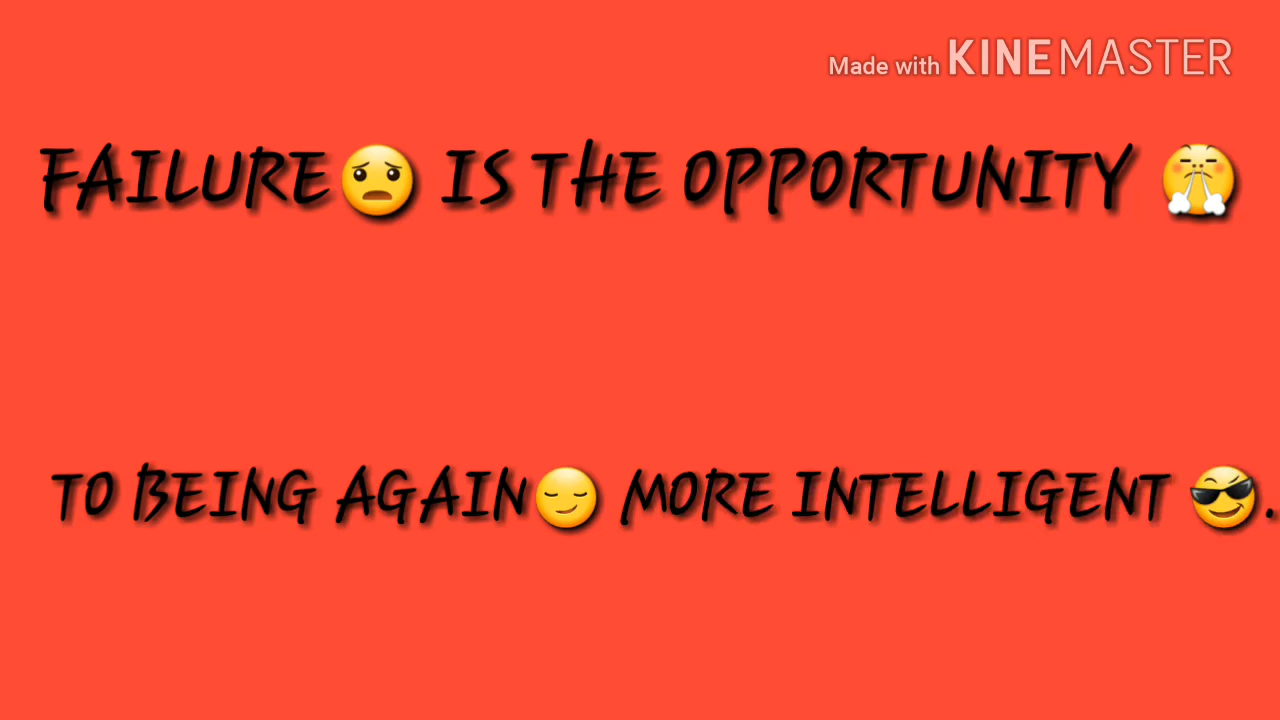 Made with KINEMASTER
FAILURE😦 IS THE OPPORTUNITY 😤
TO BEING AGAIN😏 MORE INTELLIGENT 😎.